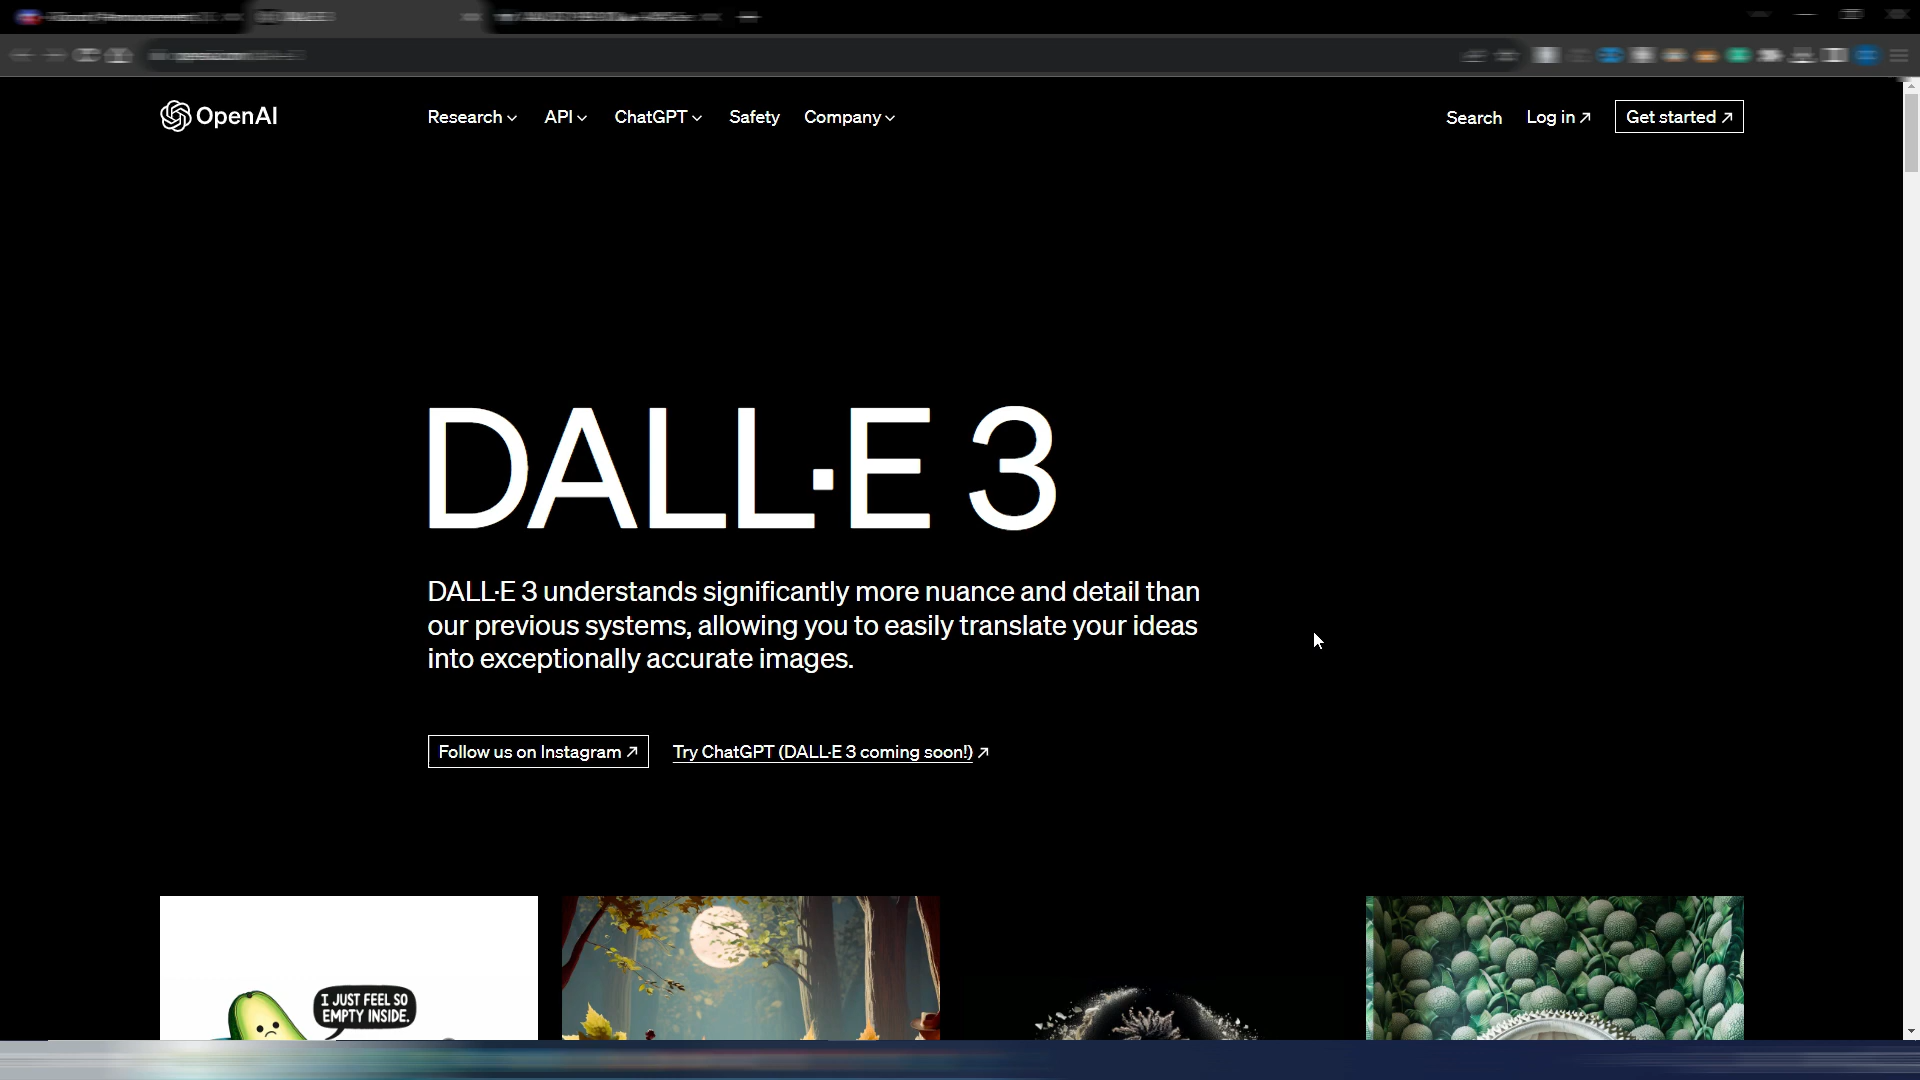 OpenAI
Research
API
ChatGPT
Safety
Company
Search
Log in ↗
Get started ↗
DALL·E 3
DALL·E 3 understands significantly more nuance and detail than
our previous systems, allowing you to easily translate your ideas
into exceptionally accurate images.
Follow us on Instagram ↗
Try ChatGPT (DALL·E 3 coming soon!) ↗
I JUST FEEL SO
EMPTY INSIDE.